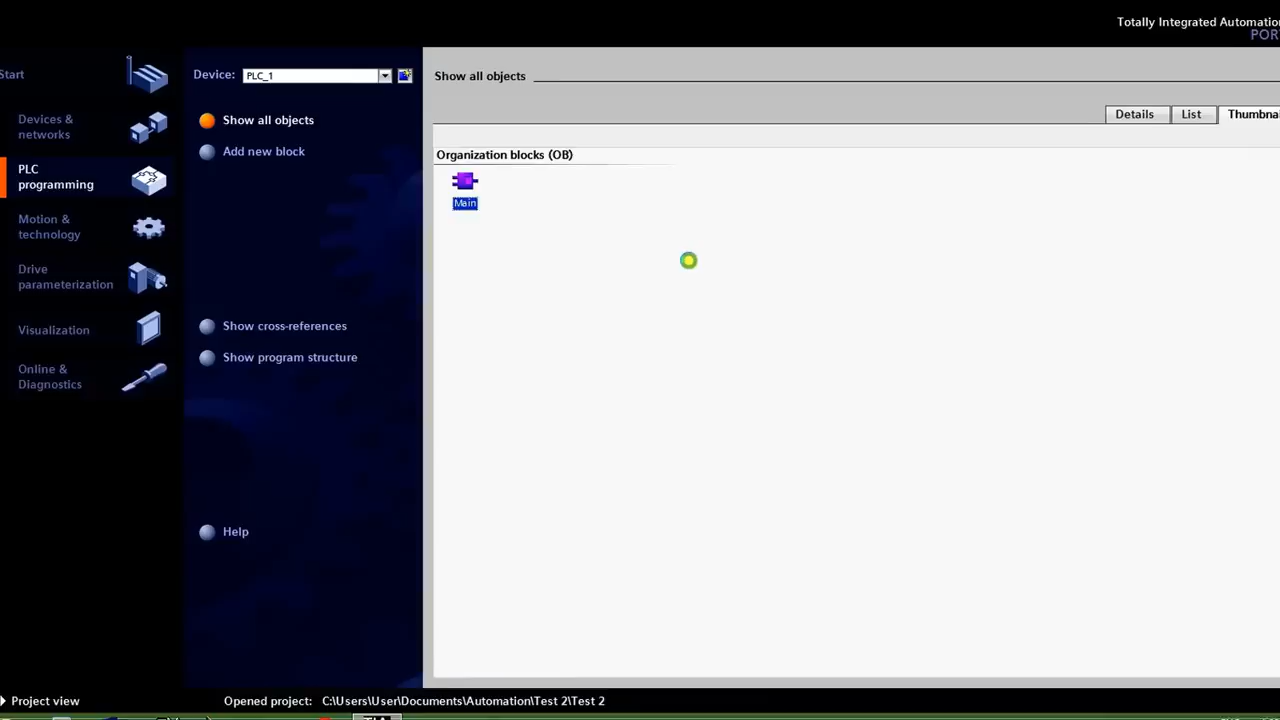 Totally Integrated Automation
POR
Start
Devices &
networks
PLC
programming
Motion &
technology
Drive
parameterization
Visualization
Online &
Diagnostics
Device: PLC_1
Show all objects
Add new block
Show cross-references
Show program structure
Help
Show all objects
Details List Thumbnai
Organization blocks (OB)
Main
Project view
Opened project: C:\Users\User\Documents\Automation\Test 2\Test 2